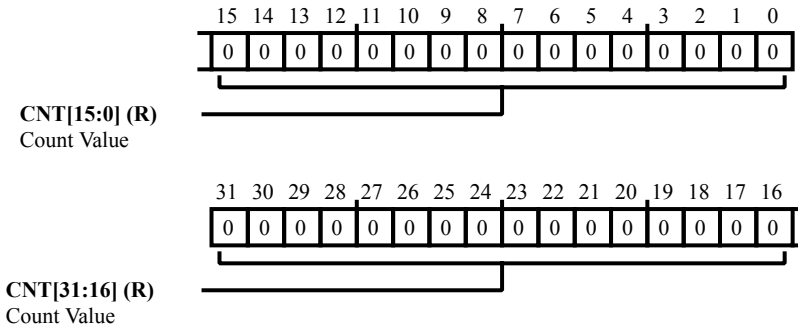 15 14 13 12 11 10 9 8 7 6 5 4 3 2 1 0
0 0 0 0 0 0 0 0 0 0 0 0 0 0 0 0
CNT[15:0] (R)
Count Value
31 30 29 28 27 26 25 24 23 22 21 20 19 18 17 16
0 0 0 0 0 0 0 0 0 0 0 0 0 0 0 0
CNT[31:16] (R)
Count Value